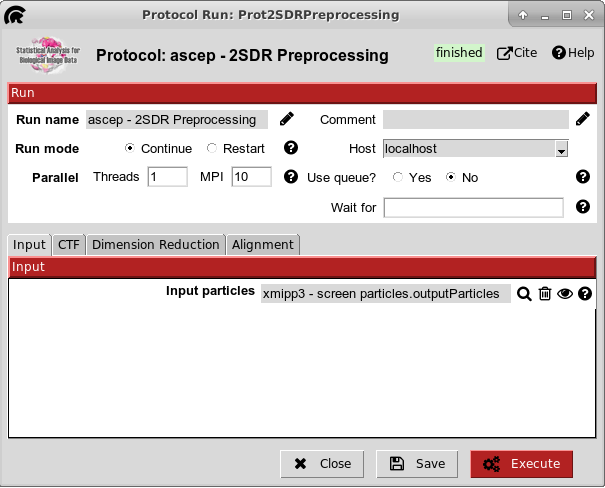 Protocol Run: Prot2SDRPreprocessing
Statistical Analysis for
Biological Image Data
Protocol: ascep - 2SDR Preprocessing
finished
Cite
Help
Run
Run name ascep - 2SDR Preprocessing Comment
Run mode Continue Restart Host localhost
Parallel Threads 1 MPI 10 Use queue? Yes No
Wait for
Input CTF Dimension Reduction Alignment
Input
Input particles xmipp3 - screen particles.outputParticles
Close Save Execute